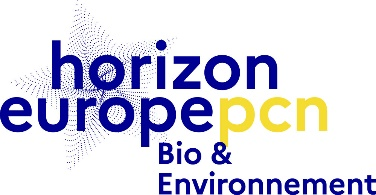 horizon
europepcn
Bio &
Environnement